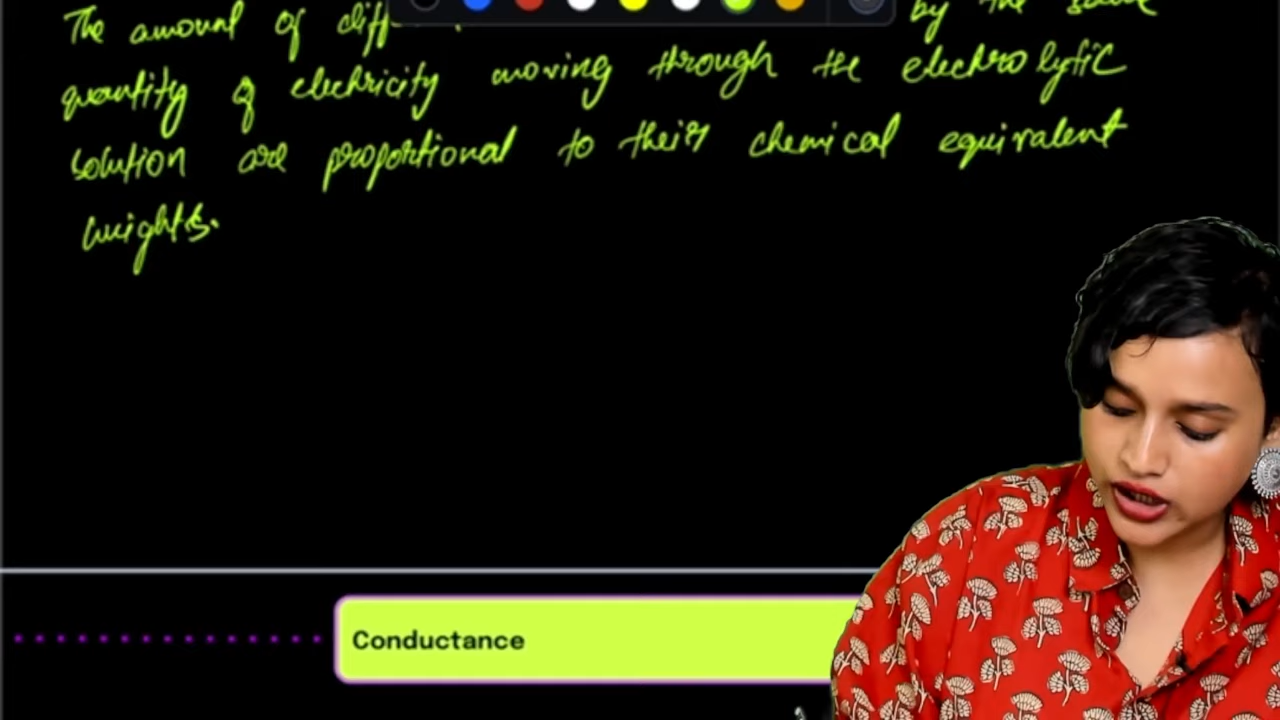 The amount of by the same
quantity of electricity moving through the electrolytic
solution are proportional to their chemical equivalent
weights.
Conductance